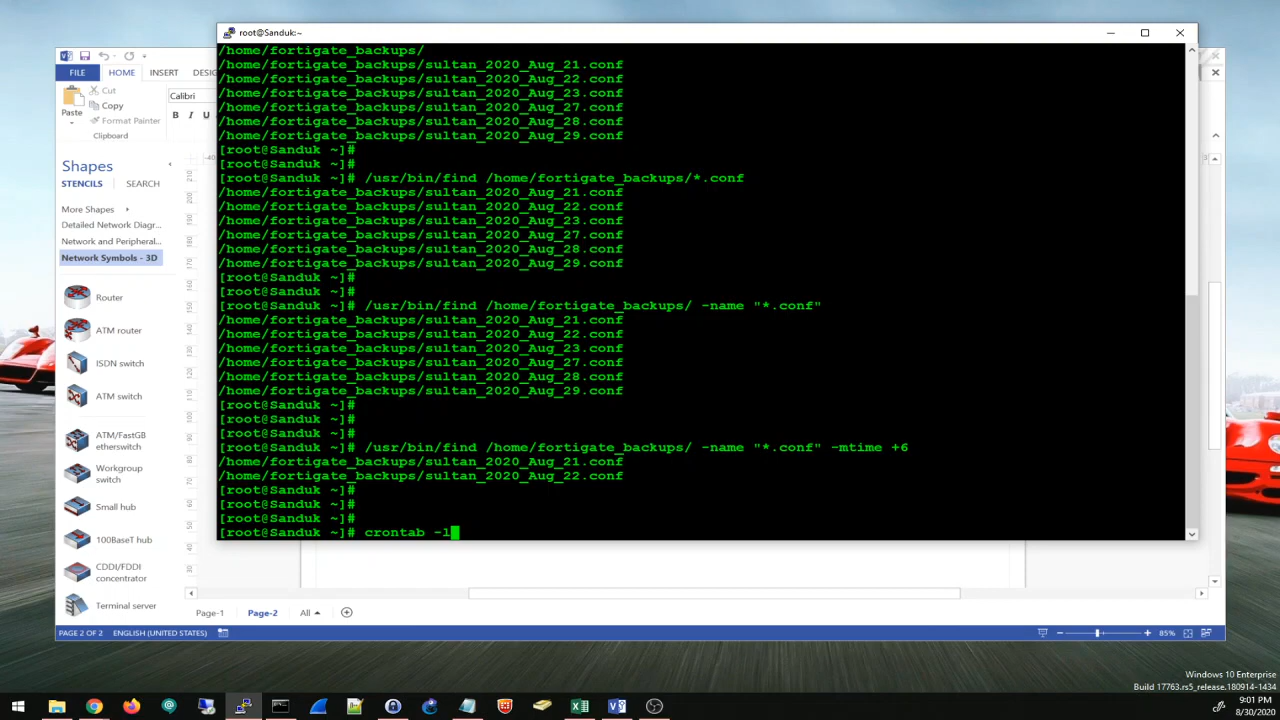 root@Sanduk:~
/home/fortigate_backups/
/home/fortigate_backups/sultan_2020_Aug_21.conf
/home/fortigate_backups/sultan_2020_Aug_22.conf
/home/fortigate_backups/sultan_2020_Aug_23.conf
/home/fortigate_backups/sultan_2020_Aug_27.conf
/home/fortigate_backups/sultan_2020_Aug_28.conf
/home/fortigate_backups/sultan_2020_Aug_29.conf
[root@Sanduk ~]#
[root@Sanduk ~]#
[root@Sanduk ~]# /usr/bin/find /home/fortigate_backups/*.conf
/home/fortigate_backups/sultan_2020_Aug_21.conf
/home/fortigate_backups/sultan_2020_Aug_22.conf
/home/fortigate_backups/sultan_2020_Aug_23.conf
/home/fortigate_backups/sultan_2020_Aug_27.conf
/home/fortigate_backups/sultan_2020_Aug_28.conf
/home/fortigate_backups/sultan_2020_Aug_29.conf
[root@Sanduk ~]#
[root@Sanduk ~]#
[root@Sanduk ~]# /usr/bin/find /home/fortigate_backups/ -name "*.conf"
/home/fortigate_backups/sultan_2020_Aug_21.conf
/home/fortigate_backups/sultan_2020_Aug_22.conf
/home/fortigate_backups/sultan_2020_Aug_23.conf
/home/fortigate_backups/sultan_2020_Aug_27.conf
/home/fortigate_backups/sultan_2020_Aug_28.conf
/home/fortigate_backups/sultan_2020_Aug_29.conf
[root@Sanduk ~]#
[root@Sanduk ~]#
[root@Sanduk ~]#
[root@Sanduk ~]# /usr/bin/find /home/fortigate_backups/ -name "*.conf" -mtime +6
/home/fortigate_backups/sultan_2020_Aug_21.conf
/home/fortigate_backups/sultan_2020_Aug_22.conf
[root@Sanduk ~]#
[root@Sanduk ~]#
[root@Sanduk ~]#
[root@Sanduk ~]# crontab -l
FILE HOME INSERT DESIG
Cut
Copy
Format Painter
Paste
Clipboard
Calibri
B I U
Shapes
STENCILS SEARCH
More Shapes
Detailed Network Diagr...
Network and Peripheral...
Network Symbols - 3D
Router
ATM router
ISDN switch
ATM switch
ATM/FastGB
etherswitch
Workgroup
switch
Small hub
100BaseT hub
CDDI/FDDI
concentrator
Terminal server
Page-1 Page-2 All
PAGE 2 OF 2 ENGLISH (UNITED STATES) 85%
Windows 10 Enterprise
Build 17763.rs5_release.180914-1434
9:01 PM
8/30/2020